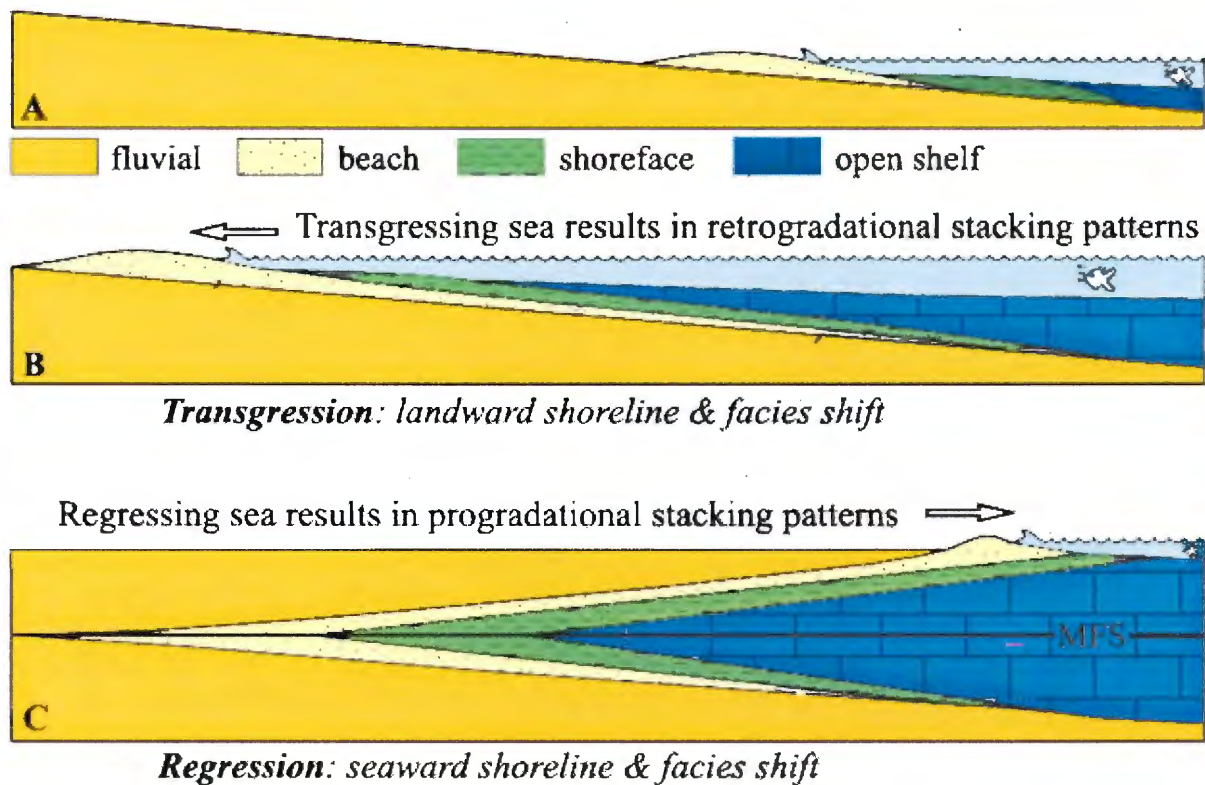 A
fluvial beach shoreface open shelf
Transgressing sea results in retrogradational stacking patterns
B
Transgression: landward shoreline & facies shift
Regressing sea results in progradational stacking patterns
MFS
C
Regression: seaward shoreline & facies shift